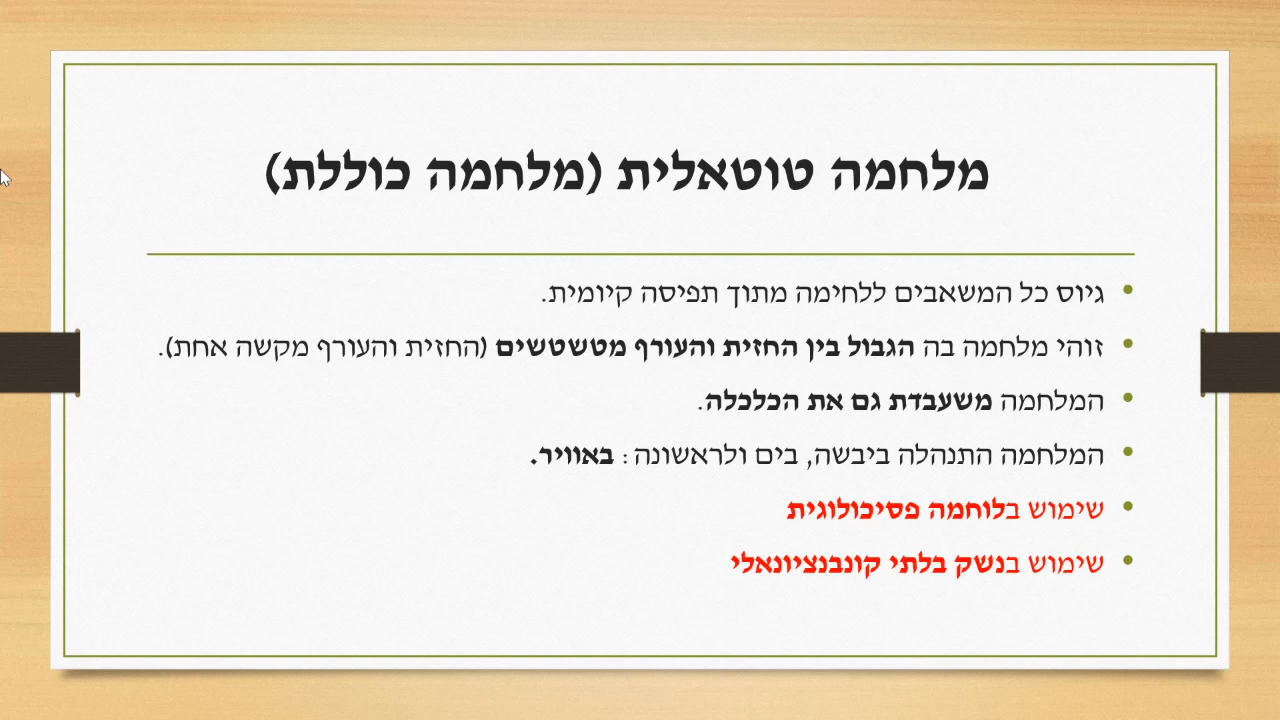 מלחמה טוטאלית (מלחמה כוללת)
• גיוס כל המשאבים ללחימה מתוך תפיסה קיומית.
• זוהי מלחמה בה הגבול בין החזית והעורף מטשטשים (החזית והעורף מקשה אחת).
• המלחמה משעבדת גם את הכלכלה.
• המלחמה התנהלה ביבשה, בים ולראשונה: באוויר.
• שימוש בלוחמה פסיכולוגית
• שימוש בנשק בלתי קונבנציונאלי